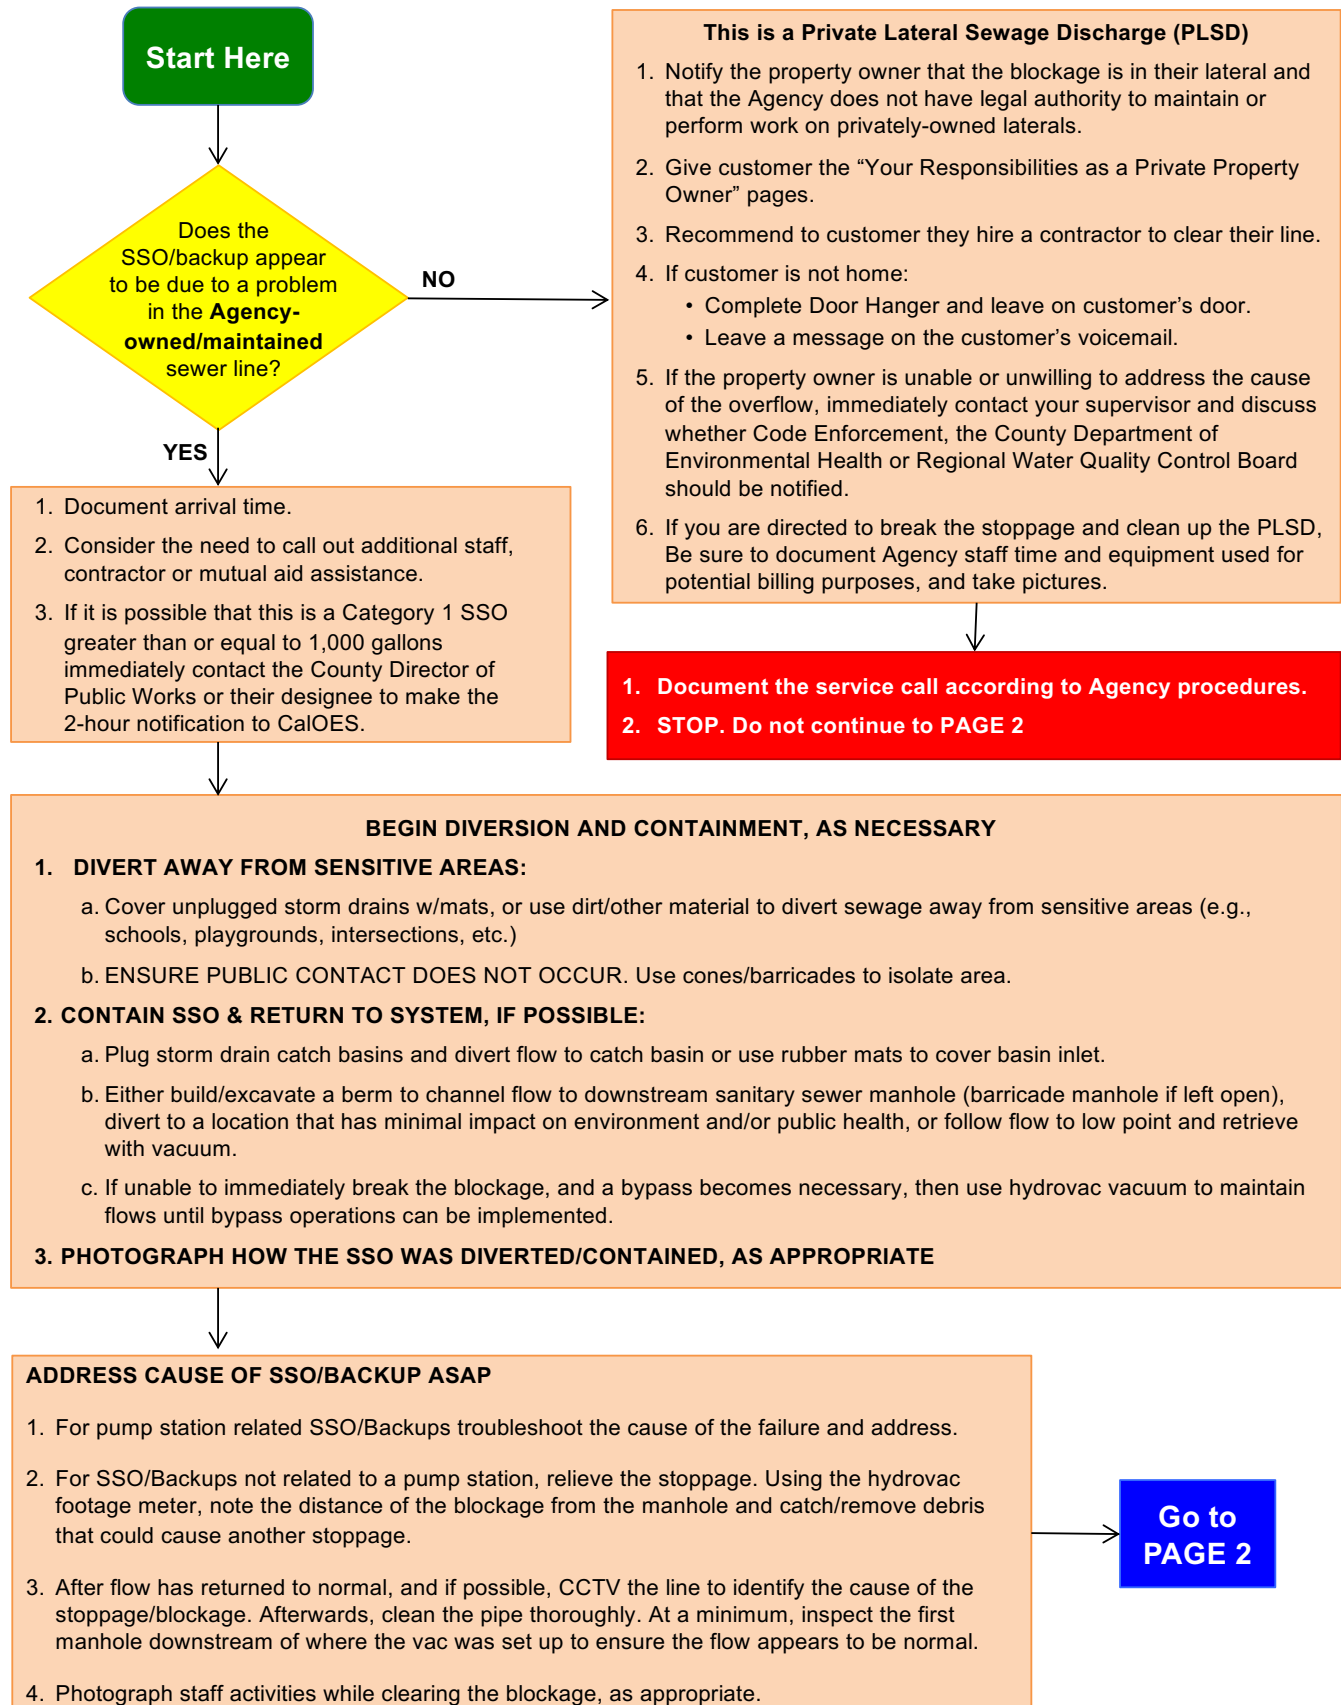 Start Here
Does the
SSO/backup appear
to be due to a problem
in the Agency-
owned/maintained
sewer line?
NO
YES
This is a Private Lateral Sewage Discharge (PLSD)
1. Notify the property owner that the blockage is in their lateral and
that the Agency does not have legal authority to maintain or
perform work on privately-owned laterals.
2. Give customer the “Your Responsibilities as a Private Property
Owner” pages.
3. Recommend to customer they hire a contractor to clear their line.
4. If customer is not home:
• Complete Door Hanger and leave on customer’s door.
• Leave a message on the customer’s voicemail.
5. If the property owner is unable or unwilling to address the cause
of the overflow, immediately contact your supervisor and discuss
whether Code Enforcement, the County Department of
Environmental Health or Regional Water Quality Control Board
should be notified.
6. If you are directed to break the stoppage and clean up the PLSD,
Be sure to document Agency staff time and equipment used for
potential billing purposes, and take pictures.
1. Document the service call according to Agency procedures.
2. STOP. Do not continue to PAGE 2
1. Document arrival time.
2. Consider the need to call out additional staff,
contractor or mutual aid assistance.
3. If it is possible that this is a Category 1 SSO
greater than or equal to 1,000 gallons
immediately contact the County Director of
Public Works or their designee to make the
2-hour notification to CalOES.
BEGIN DIVERSION AND CONTAINMENT, AS NECESSARY
1. DIVERT AWAY FROM SENSITIVE AREAS:
a. Cover unplugged storm drains w/mats, or use dirt/other material to divert sewage away from sensitive areas (e.g.,
schools, playgrounds, intersections, etc.)
b. ENSURE PUBLIC CONTACT DOES NOT OCCUR. Use cones/barricades to isolate area.
2. CONTAIN SSO & RETURN TO SYSTEM, IF POSSIBLE:
a. Plug storm drain catch basins and divert flow to catch basin or use rubber mats to cover basin inlet.
b. Either build/excavate a berm to channel flow to downstream sanitary sewer manhole (barricade manhole if left open),
divert to a location that has minimal impact on environment and/or public health, or follow flow to low point and retrieve
with vacuum.
c. If unable to immediately break the blockage, and a bypass becomes necessary, then use hydrovac vacuum to maintain
flows until bypass operations can be implemented.
3. PHOTOGRAPH HOW THE SSO WAS DIVERTED/CONTAINED, AS APPROPRIATE
ADDRESS CAUSE OF SSO/BACKUP ASAP
1. For pump station related SSO/Backups troubleshoot the cause of the failure and address.
2. For SSO/Backups not related to a pump station, relieve the stoppage. Using the hydrovac
footage meter, note the distance of the blockage from the manhole and catch/remove debris
that could cause another stoppage.
3. After flow has returned to normal, and if possible, CCTV the line to identify the cause of the
stoppage/blockage. Afterwards, clean the pipe thoroughly. At a minimum, inspect the first
manhole downstream of where the vac was set up to ensure the flow appears to be normal.
4. Photograph staff activities while clearing the blockage, as appropriate.
Go to
PAGE 2